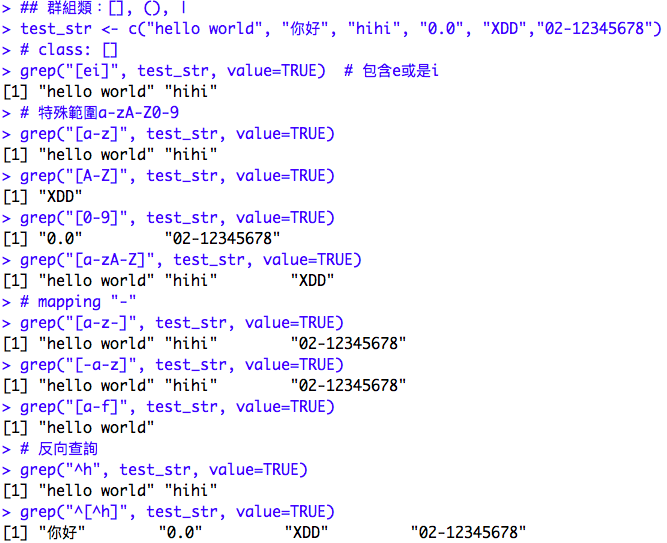 > ## 群組類：[], (), |
> test_str <- c("hello world", "你好", "hihi", "0.0", "XDD","02-12345678")
> # class: []
> grep("[ei]", test_str, value=TRUE)  # 包含e或是i
[1] "hello world" "hihi"
> # 特殊範圍a-zA-Z0-9
> grep("[a-z]", test_str, value=TRUE)
[1] "hello world" "hihi"
> grep("[A-Z]", test_str, value=TRUE)
[1] "XDD"
> grep("[0-9]", test_str, value=TRUE)
[1] "0.0"         "02-12345678"
> grep("[a-zA-Z]", test_str, value=TRUE)
[1] "hello world" "hihi"        "XDD"
> # mapping "-"
> grep("[a-z-]", test_str, value=TRUE)
[1] "hello world" "hihi"        "02-12345678"
> grep("[-a-z]", test_str, value=TRUE)
[1] "hello world" "hihi"        "02-12345678"
> grep("[a-f]", test_str, value=TRUE)
[1] "hello world"
> # 反向查詢
> grep("^h", test_str, value=TRUE)
[1] "hello world" "hihi"
> grep("^[^h]", test_str, value=TRUE)
[1] "你好"        "0.0"         "XDD"         "02-12345678"